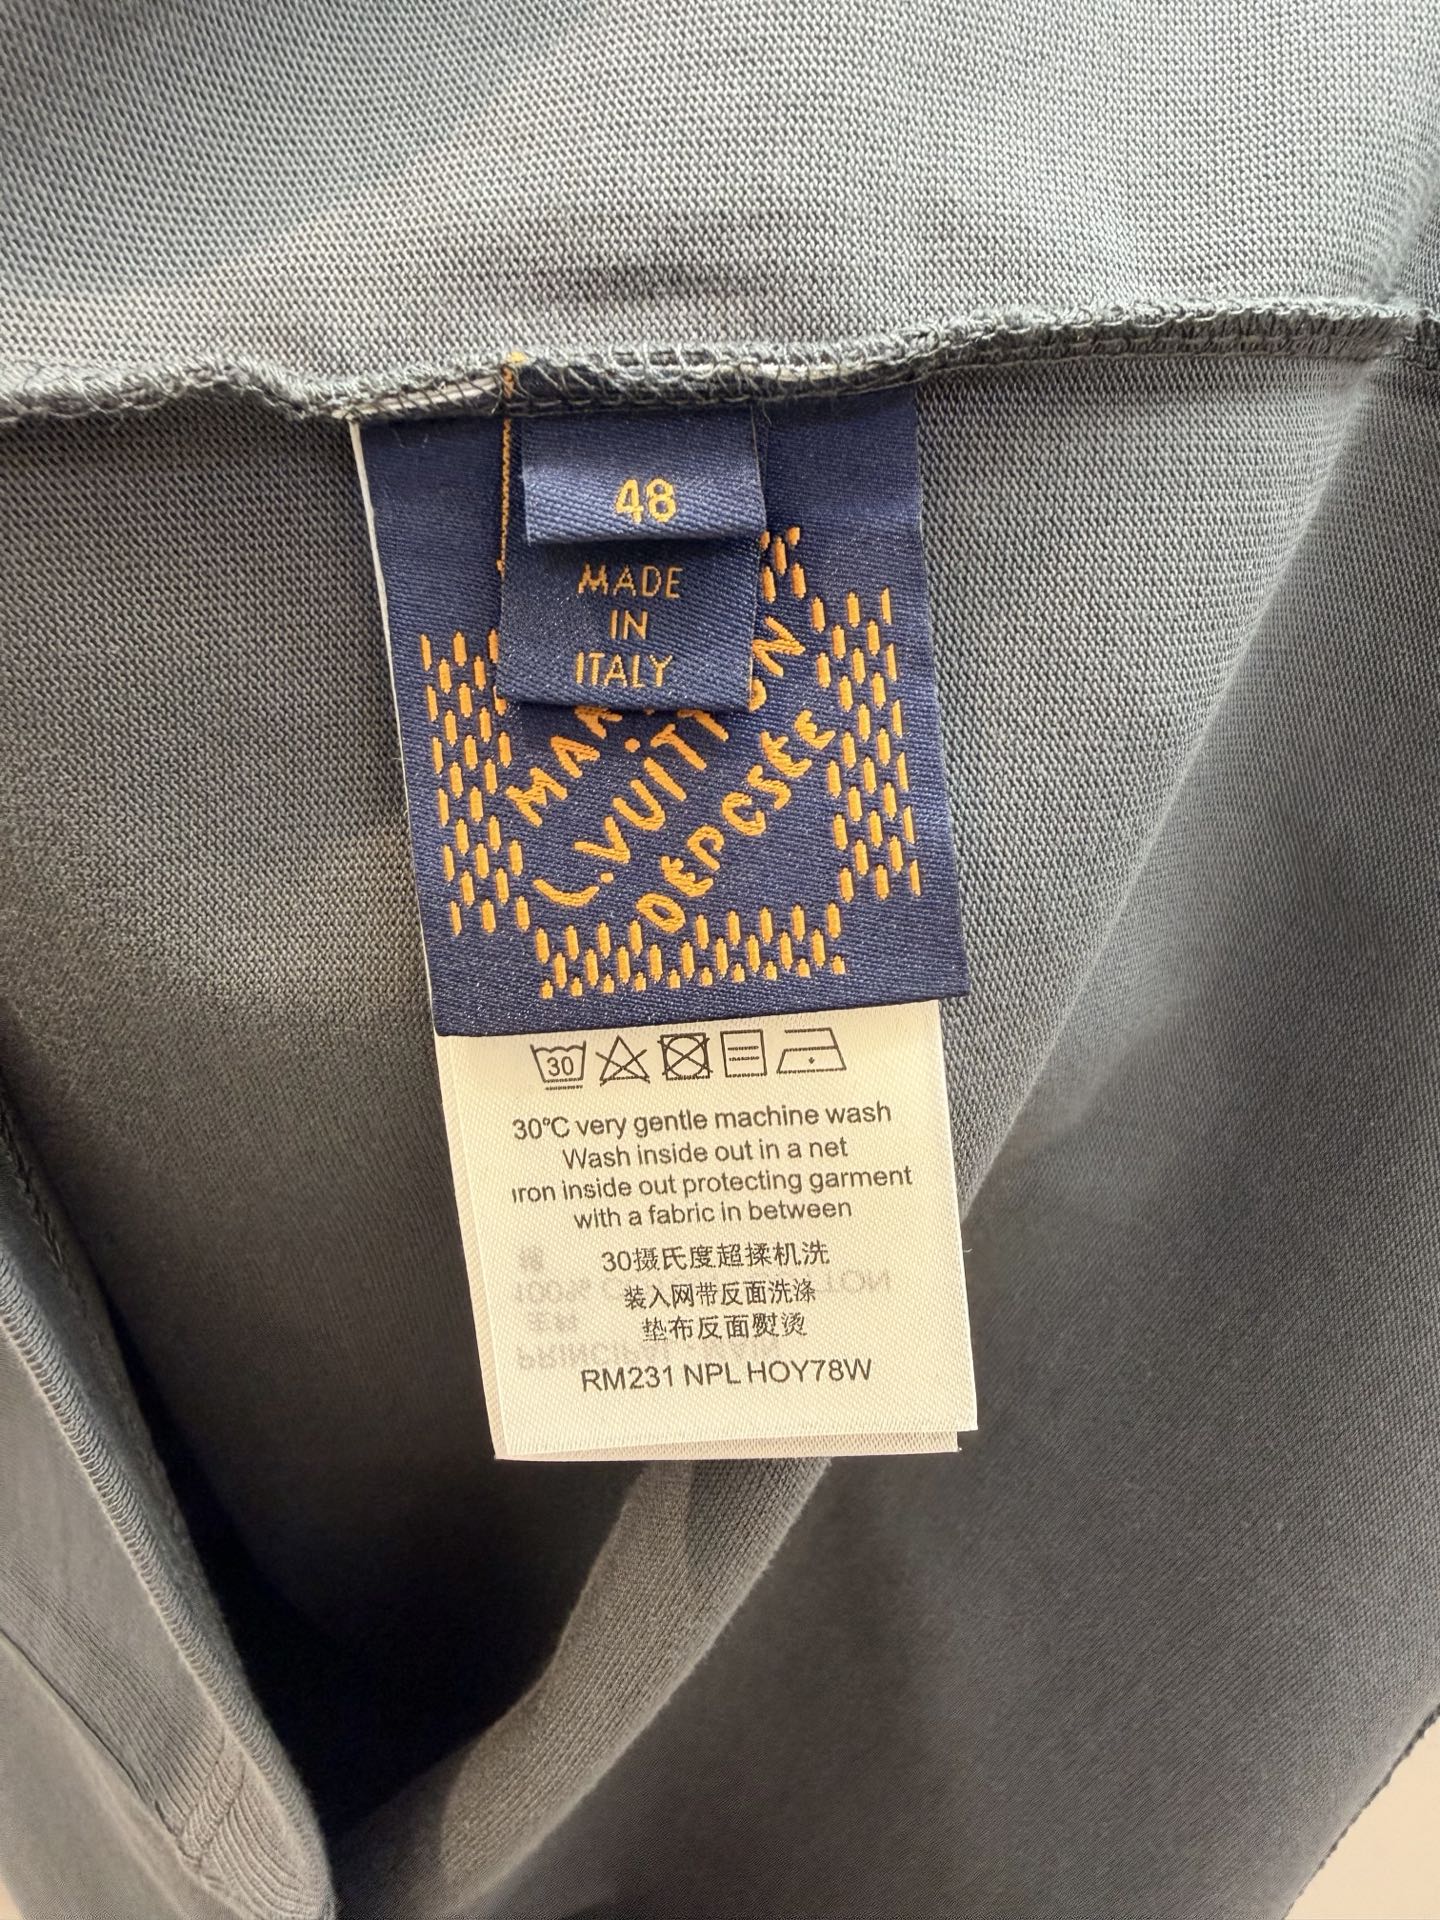 48
MADE
IN
ITALY
MAR
L.VUITTON
DEPOSEE
30
30°C very gentle machine wash
Wash inside out in a net
iron inside out protecting garment
with a fabric in between
30摄氏度超揉机洗
装入网带反面洗涤
垫布反面熨烫
RM231 NPL HOY78W